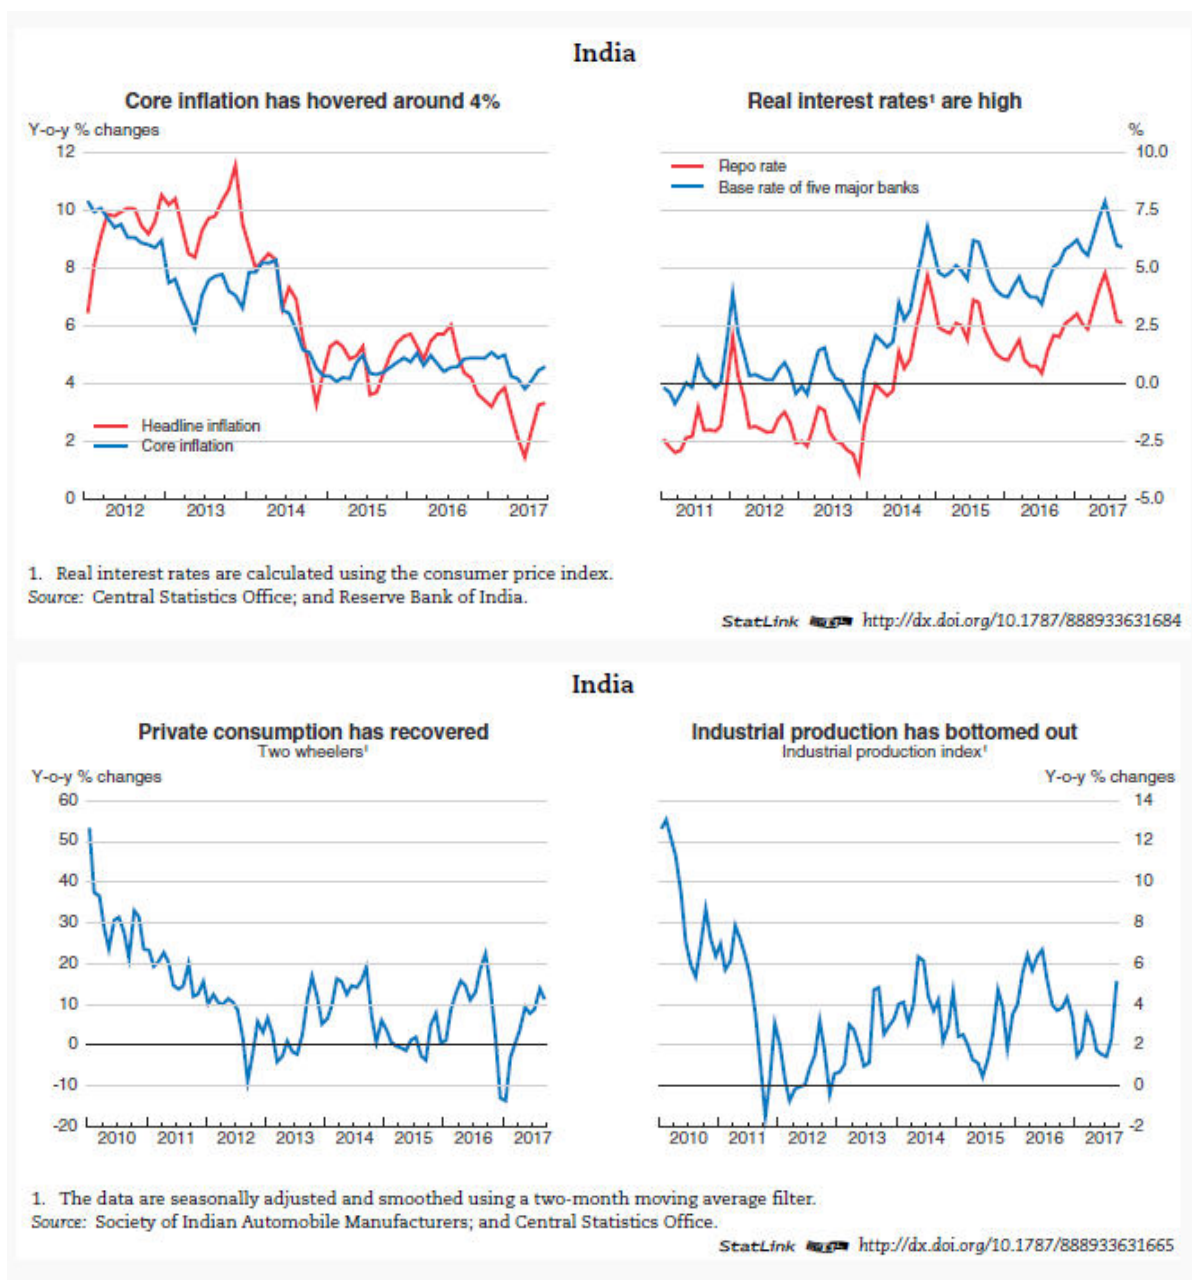 India
Core inflation has hovered around 4%
Y-o-y % changes
12
10
8
6
4
2
0
Headline inflation
Core inflation
2012 2013 2014 2015 2016 2017
Real interest rates¹ are high
%
10.0
7.5
5.0
2.5
0.0
-2.5
-5.0
Repo rate
Base rate of five major banks
2011 2012 2013 2014 2015 2016 2017
1. Real interest rates are calculated using the consumer price index.
Source: Central Statistics Office; and Reserve Bank of India.
StatLink http://dx.doi.org/10.1787/888933631684
India
Private consumption has recovered
Two wheelers¹
Y-o-y % changes
60
50
40
30
20
10
0
-10
-20
2010 2011 2012 2013 2014 2015 2016 2017
Industrial production has bottomed out
Industrial production index¹
Y-o-y % changes
14
12
10
8
6
4
2
0
-2
2010 2011 2012 2013 2014 2015 2016 2017
1. The data are seasonally adjusted and smoothed using a two-month moving average filter.
Source: Society of Indian Automobile Manufacturers; and Central Statistics Office.
StatLink http://dx.doi.org/10.1787/888933631665